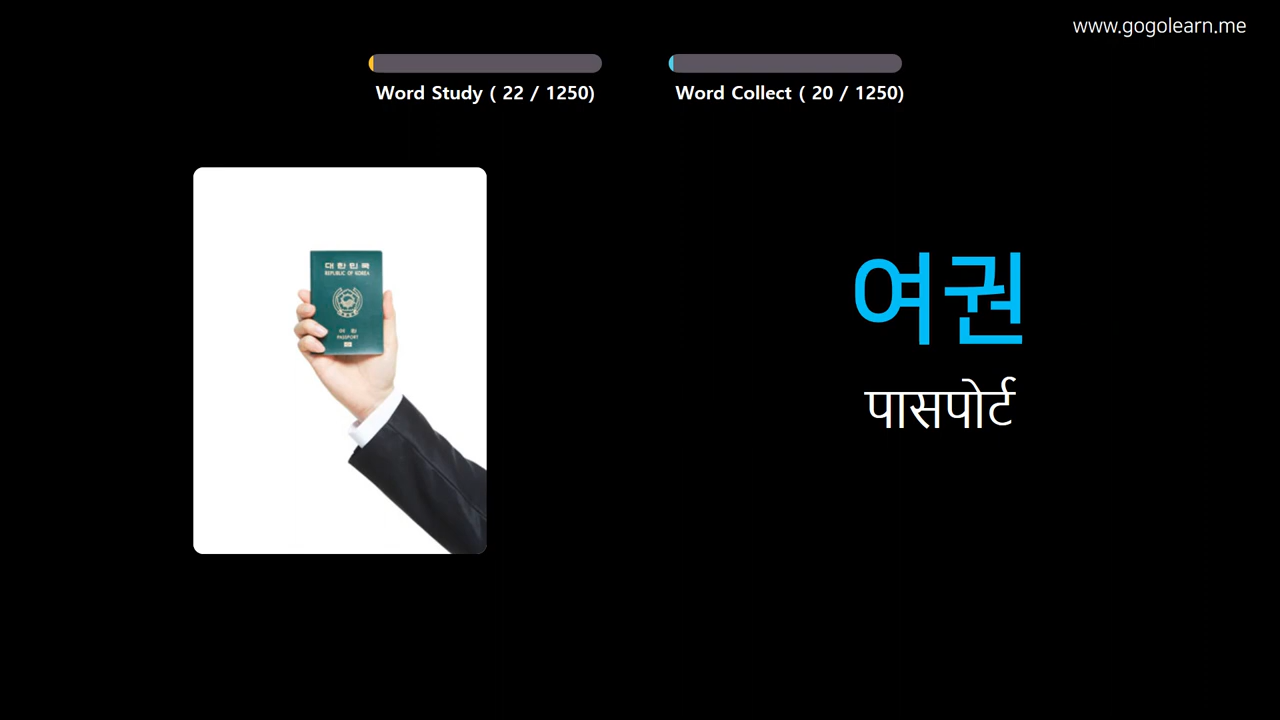 www.gogolearn.me
Word Study ( 22 / 1250)
Word Collect ( 20 / 1250)
대한민국
REPUBLIC OF KOREA
여권
PASSPORT
여권
पासपोर्ट